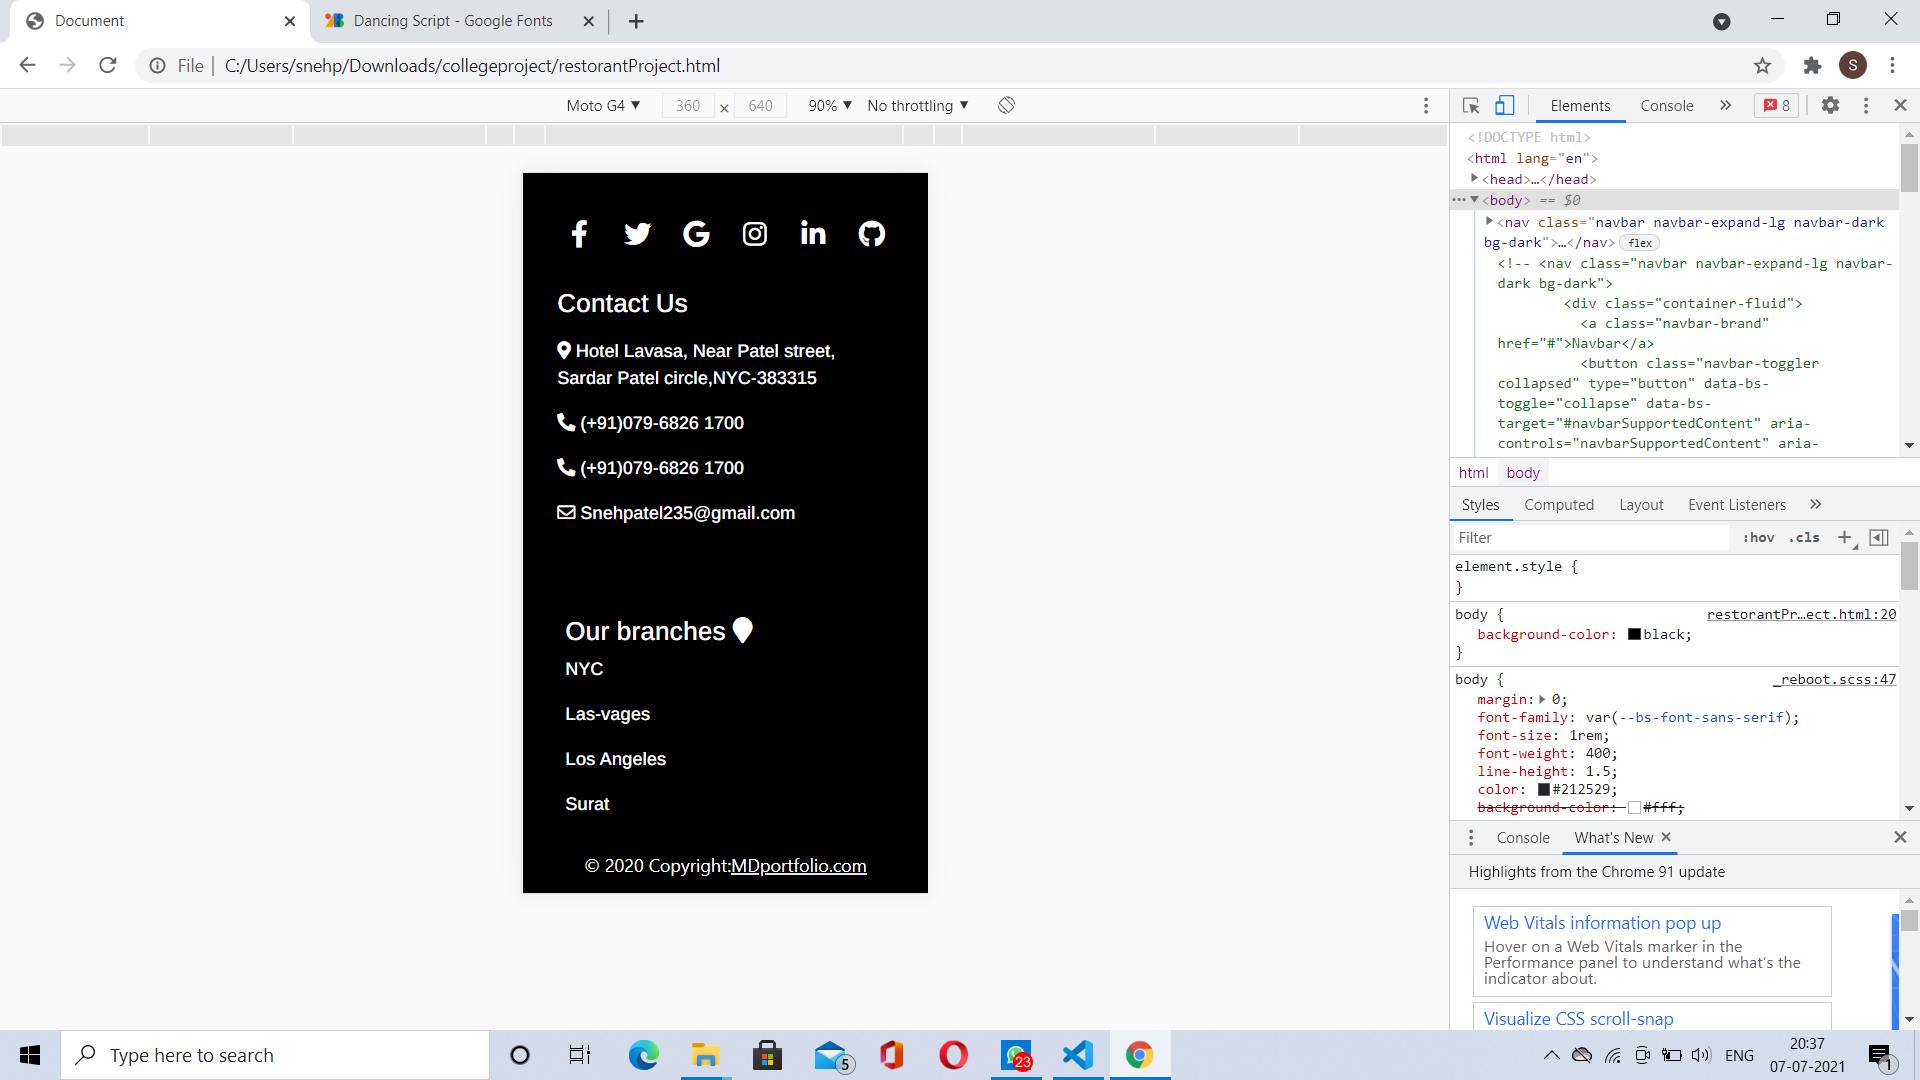 Document
Dancing Script - Google Fonts
File
C:/Users/snehp/Downloads/collegeproject/restorantProject.html
S
Moto G4 ▼
360 × 640
90% ▼
No throttling ▼
Contact Us
Hotel Lavasa, Near Patel street,
Sardar Patel circle,NYC-383315
(+91)079-6826 1700
(+91)079-6826 1700
Snehpatel235@gmail.com
Our branches
NYC
Las-vages
Los Angeles
Surat
© 2020 Copyright:MDportfolio.com
Elements Console » 8
<!DOCTYPE html>
<html lang="en">
<head>…</head>
<body> == $0
<nav class="navbar navbar-expand-lg navbar-dark
bg-dark">…</nav> flex
<!-- <nav class="navbar navbar-expand-lg navbar-
dark bg-dark">
<div class="container-fluid">
<a class="navbar-brand"
href="#">Navbar</a>
<button class="navbar-toggler
collapsed" type="button" data-bs-
toggle="collapse" data-bs-
target="#navbarSupportedContent" aria-
controls="navbarSupportedContent" aria-
html body
Styles Computed Layout Event Listeners »
Filter :hov .cls +
element.style {
}
body { restorantPr…ect.html:20
background-color: black;
}
body { _reboot.scss:47
margin: 0;
font-family: var(--bs-font-sans-serif);
font-size: 1rem;
font-weight: 400;
line-height: 1.5;
color: #212529;
background-color: #fff;
Console What's New
Highlights from the Chrome 91 update
Web Vitals information pop up
Hover on a Web Vitals marker in the
Performance panel to understand what's the
indicator about.
Visualize CSS scroll-snap
Type here to search
5
23
ENG
20:37
07-07-2021
1